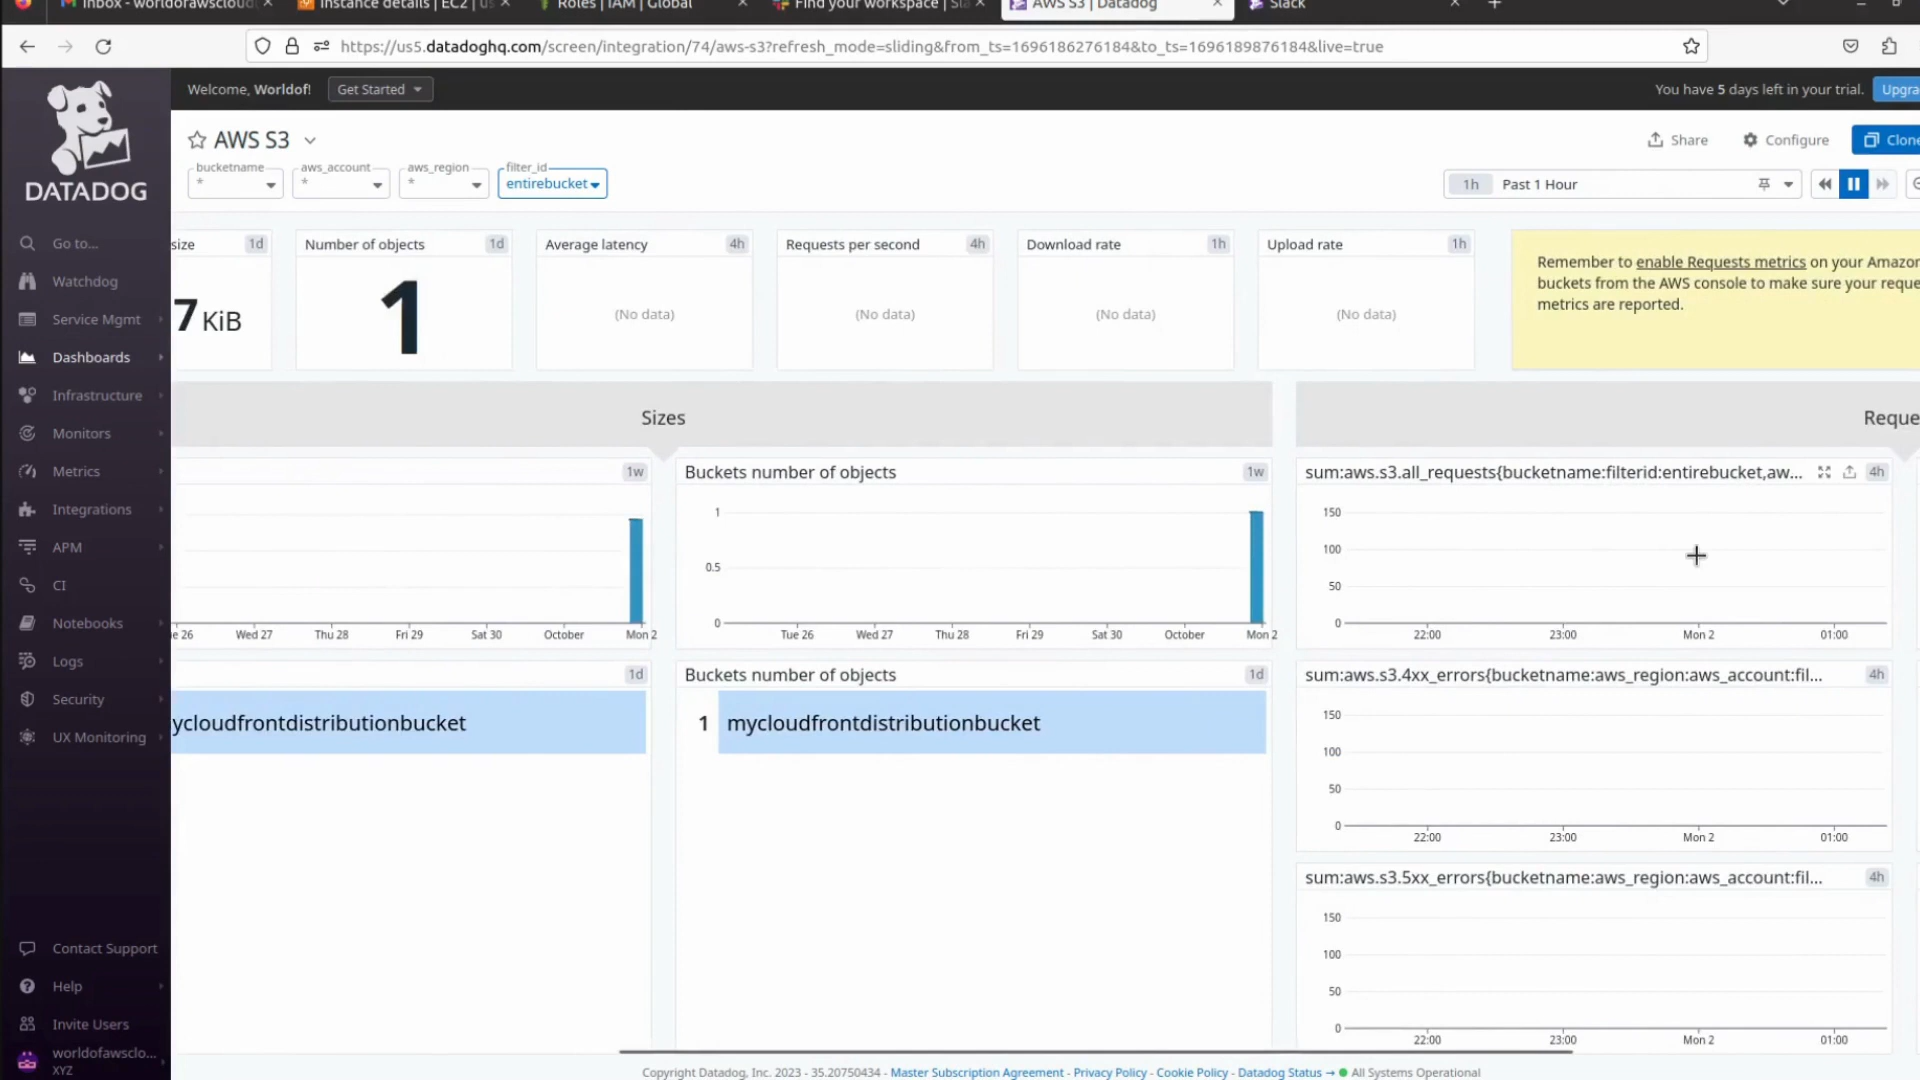 Inbox - worldofawscloud
Instance details | EC2 | us
Roles | IAM | Global
Find your workspace | Sla
AWS S3 | Datadog
Slack
https://us5.datadoghq.com/screen/integration/74/aws-s3?refresh_mode=sliding&from_ts=1696186276184&to_ts=1696189876184&live=true
DATADOG
Go to...
Watchdog
Service Mgmt
Dashboards
Infrastructure
Monitors
Metrics
Integrations
APM
CI
Notebooks
Logs
Security
UX Monitoring
Contact Support
Help
Invite Users
worldofawsclo...
XYZ
Welcome, Worldof!
Get Started
You have 5 days left in your trial.
Upgra
AWS S3
Share
Configure
Clone
bucketname
*
aws_account
*
aws_region
*
filter_id
entirebucket
1h Past 1 Hour
size 1d
7 KiB
Number of objects 1d
1
Average latency 4h
(No data)
Requests per second 4h
(No data)
Download rate 1h
(No data)
Upload rate 1h
(No data)
Remember to enable Requests metrics on your Amazon
buckets from the AWS console to make sure your reque
metrics are reported.
Sizes
Reque
1w
e 26 Wed 27 Thu 28 Fri 29 Sat 30 October Mon 2
Buckets number of objects 1w
1
0.5
0
Tue 26 Wed 27 Thu 28 Fri 29 Sat 30 October Mon 2
sum:aws.s3.all_requests{bucketname:filterid:entirebucket,aw... 4h
150
100
50
0
22:00 23:00 Mon 2 01:00
1d
ycloudfrontdistributionbucket
Buckets number of objects 1d
1 mycloudfrontdistributionbucket
sum:aws.s3.4xx_errors{bucketname:aws_region:aws_account:fil... 4h
150
100
50
0
22:00 23:00 Mon 2 01:00
sum:aws.s3.5xx_errors{bucketname:aws_region:aws_account:fil... 4h
150
100
50
0
22:00 23:00 Mon 2 01:00
Copyright Datadog, Inc. 2023 - 35.20750434 - Master Subscription Agreement - Privacy Policy - Cookie Policy - Datadog Status → All Systems Operational